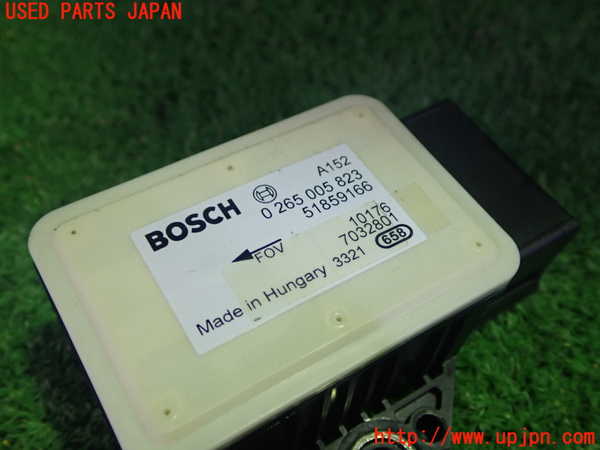 USED PARTS JAPAN
BOSCH
A152
0 265 005 823
51859166
FOV
10176
7032801
Made in Hungary 3321 658
http://www.upjpn.com/